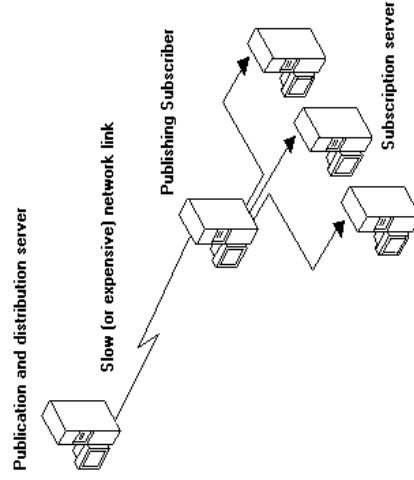 Publication and distribution server
Slow (or expensive) network link
Publishing Subscriber
Subscription server